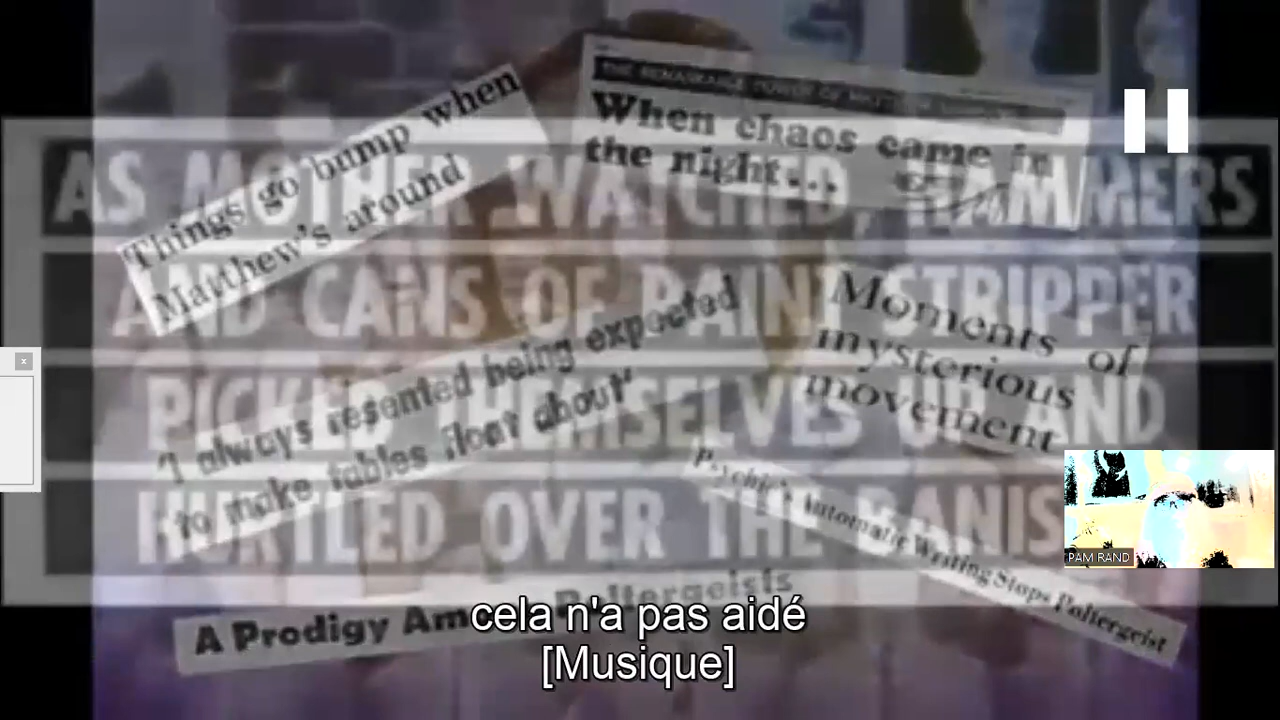 Things go bump when
Matthew's around
When chaos came in
the night...
AS MOTHER WATCHED, HAMMERS
AND CANS OF PAINT STRIPPER
PICKED THEMSELVES UP AND
HURTLED OVER THE BANIS
'I always resented being expected
to make tables float about'
Moments of
mysterious
movement
Psychic's Automatic Writing Stops Poltergeist
A Prodigy Among Poltergeists
PAM RAND
x
cela n'a pas aidé
[Musique]